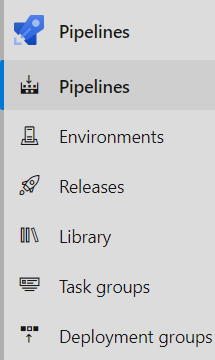 Pipelines
Pipelines
Environments
Releases
Library
Task groups
Deployment groups